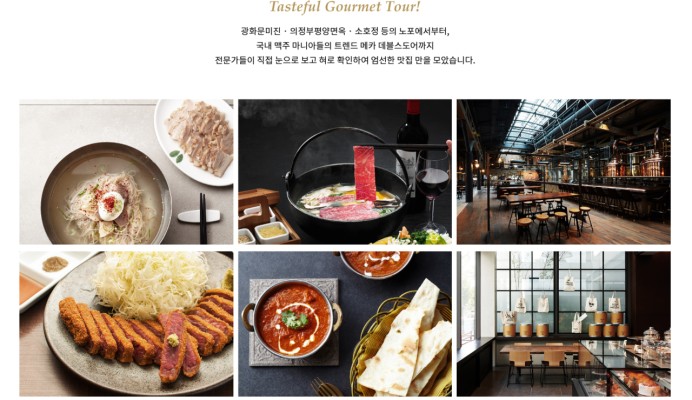 Tasteful Gourmet Tour!
광화문미진 · 의정부평양면옥 · 소호정 등의 노포에서부터,
국내 맥주 마니아들의 트렌드 메카 데블스도어까지
전문가들이 직접 눈으로 보고 혀로 확인하여 엄선한 맛집 만을 모았습니다.